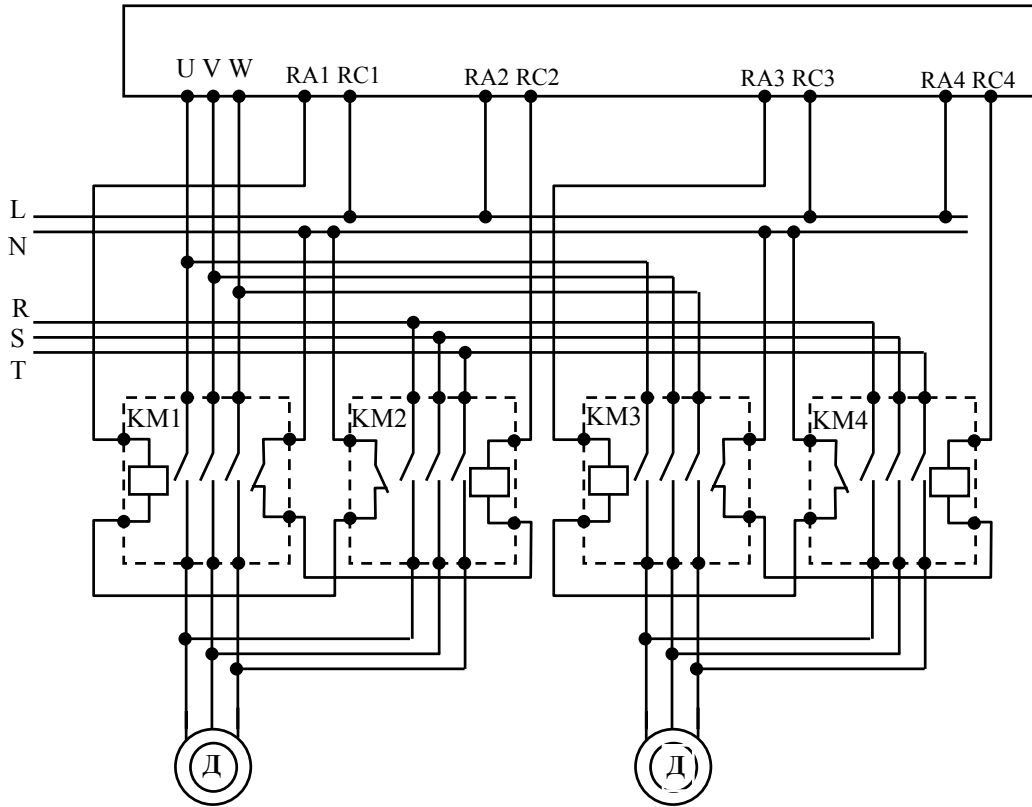 U V W
RA1 RC1
RA2 RC2
RA3 RC3
RA4 RC4
L
N
R
S
T
KM1
KM2
KM3
KM4
Д
Д